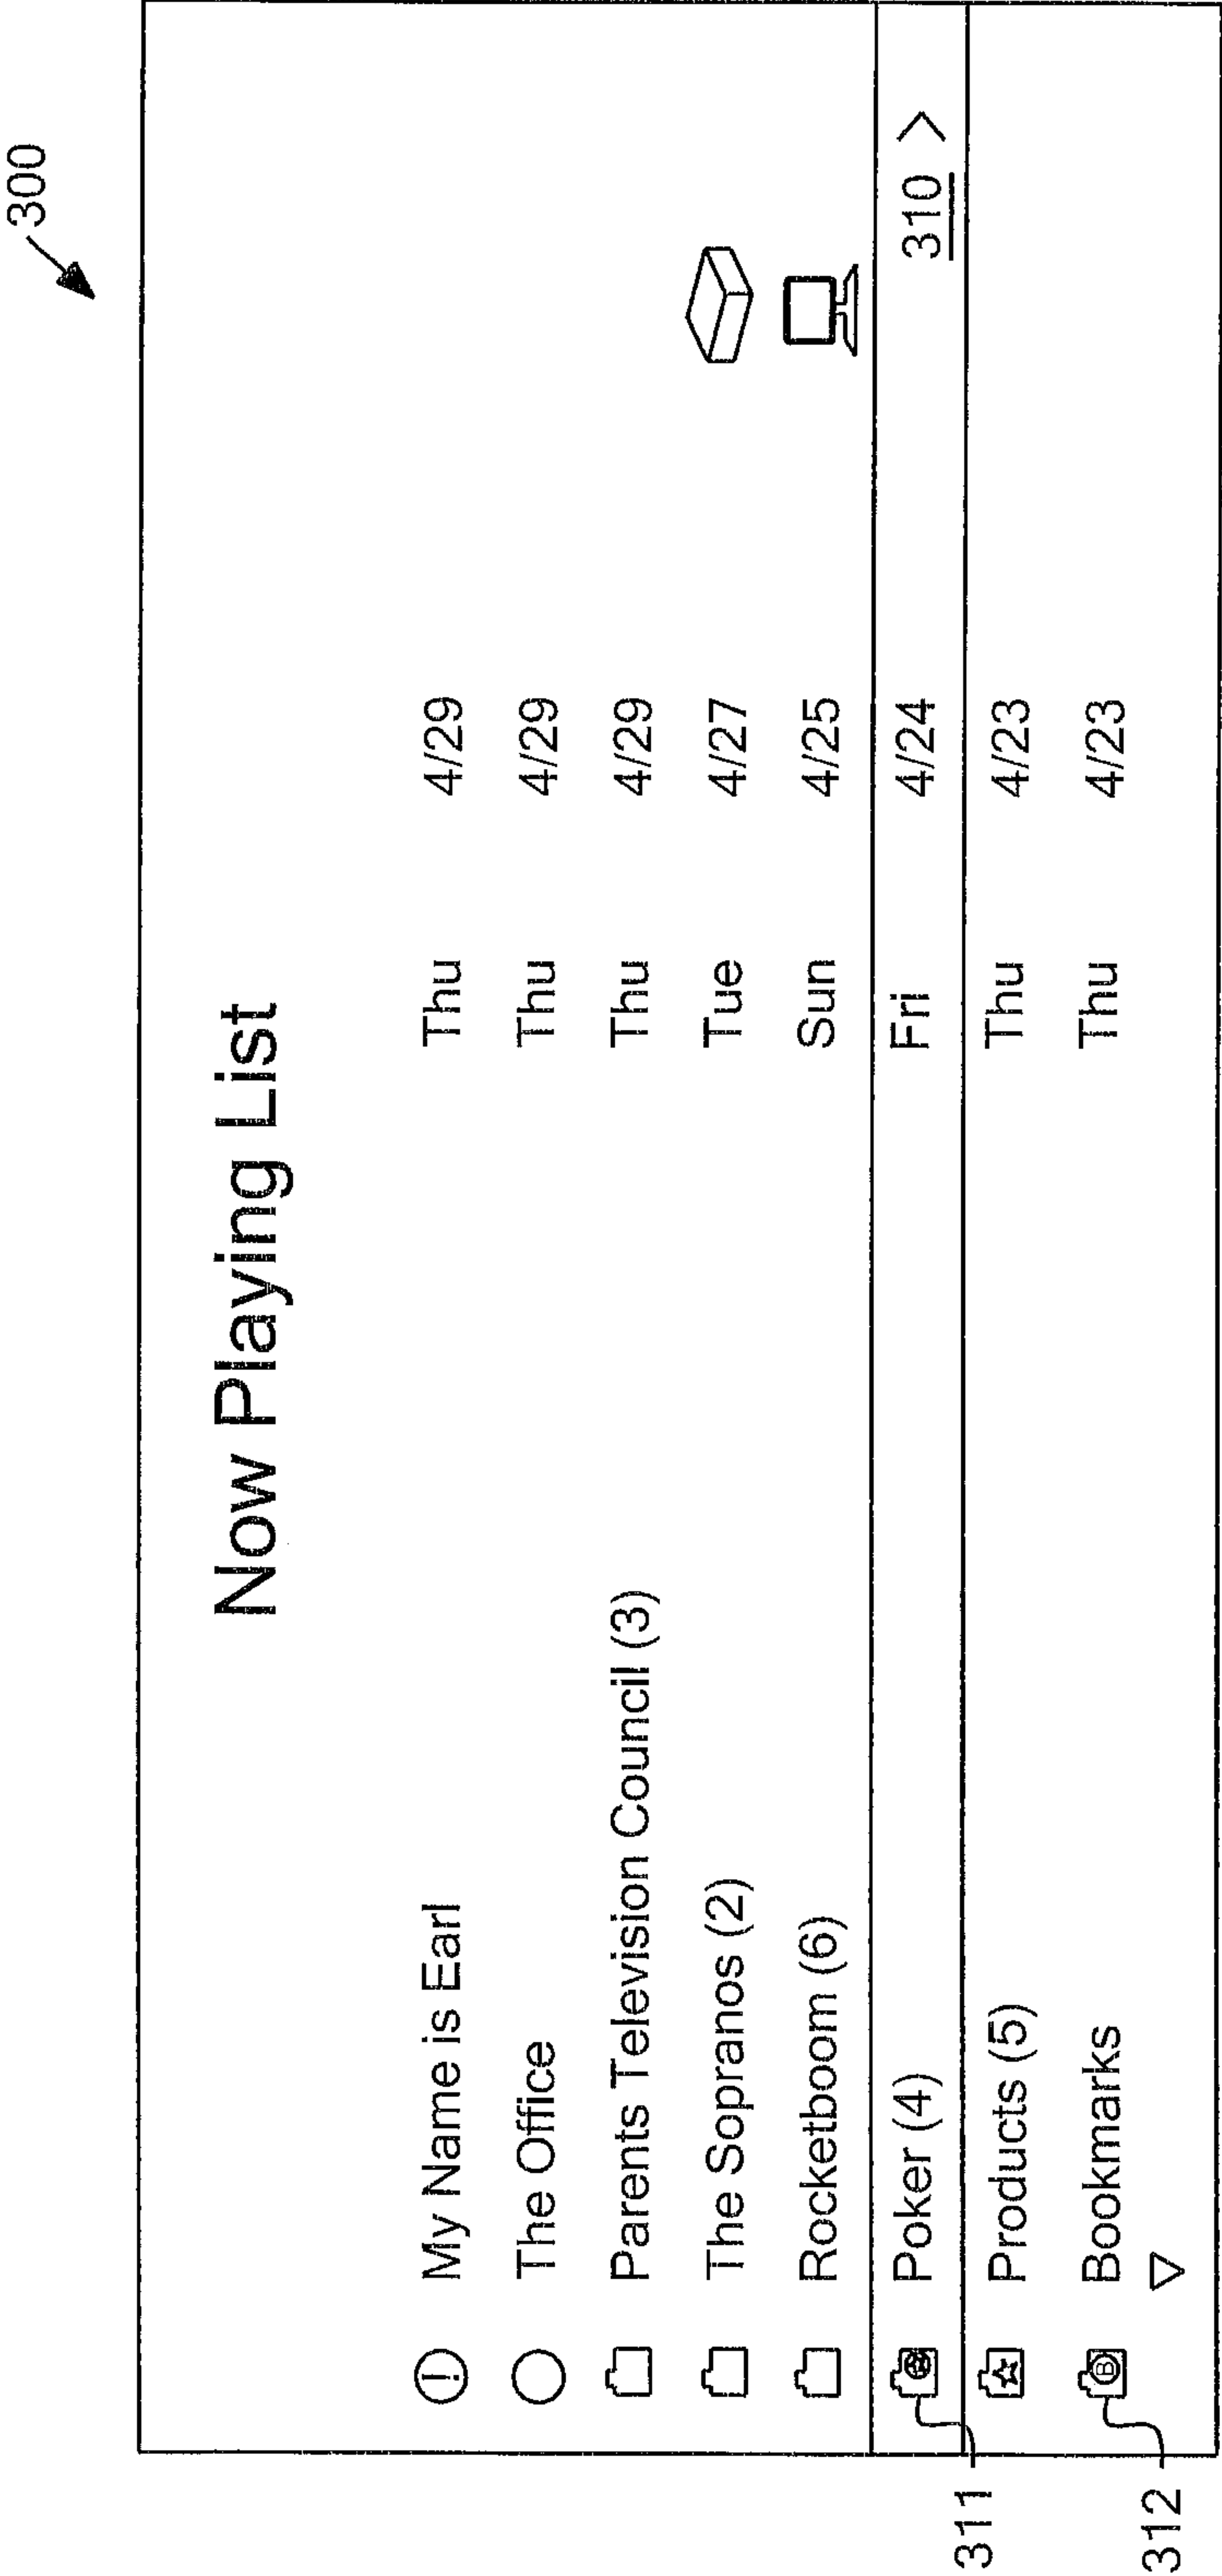 300
Now Playing List
! My Name is Earl Thu 4/29
The Office Thu 4/29
Parents Television Council (3) Thu 4/29
The Sopranos (2) Tue 4/27
Rocketboom (6) Sun 4/25
Poker (4) Fri 4/24 310 >
Products (5) Thu 4/23
B Bookmarks Thu 4/23
311
312